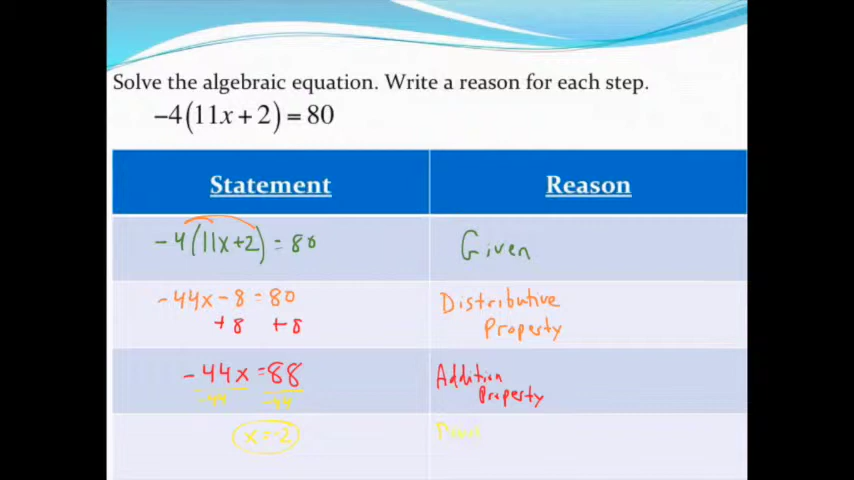 Solve the algebraic equation. Write a reason for each step.
−4(11x + 2) = 80
Statement
Reason
-4(11x+2) = 80
Given
-44x - 8 = 80
Distributive
+8 +8
Property
-44x = 88
Addition
-44 -44
Property
x = -2